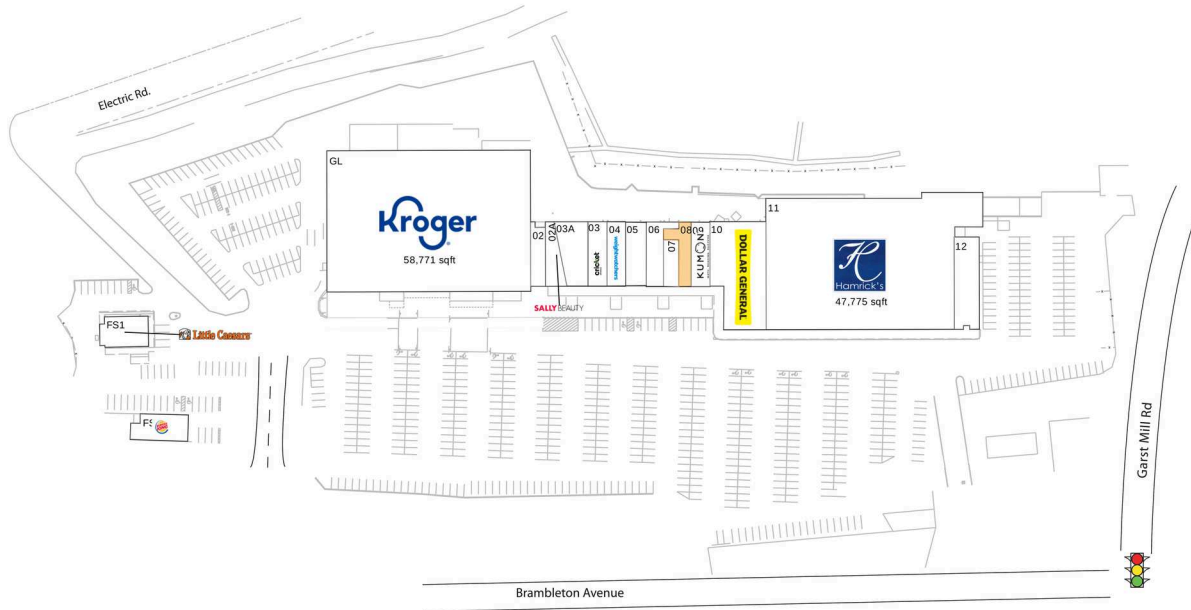 Electric Rd.
GL
Kroger
58,771 sqft
02
02A
03A
03
cricket
04
weightwatchers
05
06
07
08
09
KUMON
10
DOLLAR GENERAL
11
H
Hamrick's
47,775 sqft
12
SALLY BEAUTY
FS1
Little Caesars
FS
Garst Mill Rd
Brambleton Avenue